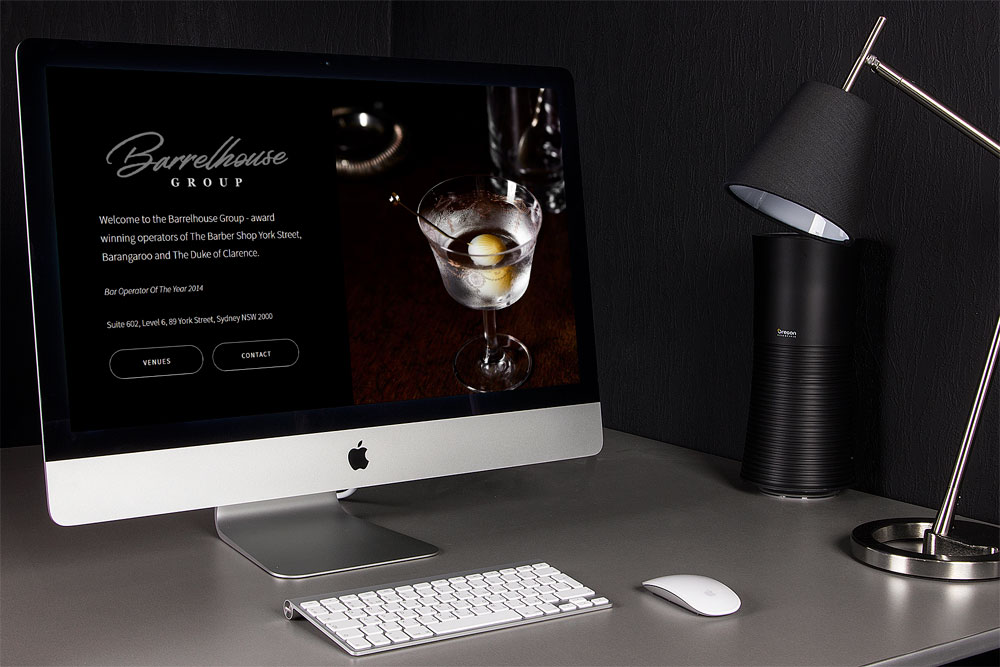 Barrelhouse
GROUP
Welcome to the Barrelhouse Group - award
winning operators of The Barber Shop York Street,
Barangaroo and The Duke of Clarence.
Bar Operator Of The Year 2014
Suite 602, Level 6, 89 York Street, Sydney NSW 2000
VENUES
CONTACT